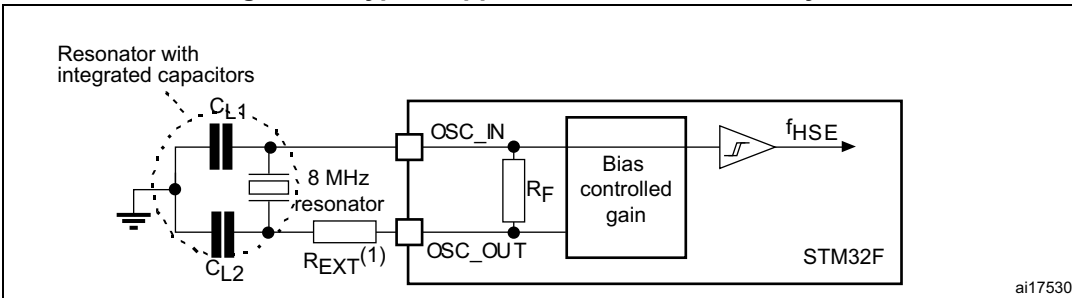 Resonator with
integrated capacitors
CL1
OSC_IN
fHSE
8 MHz
resonator
RF
Bias
controlled
gain
CL2
REXT(1)
OSC_OUT
STM32F
ai17530